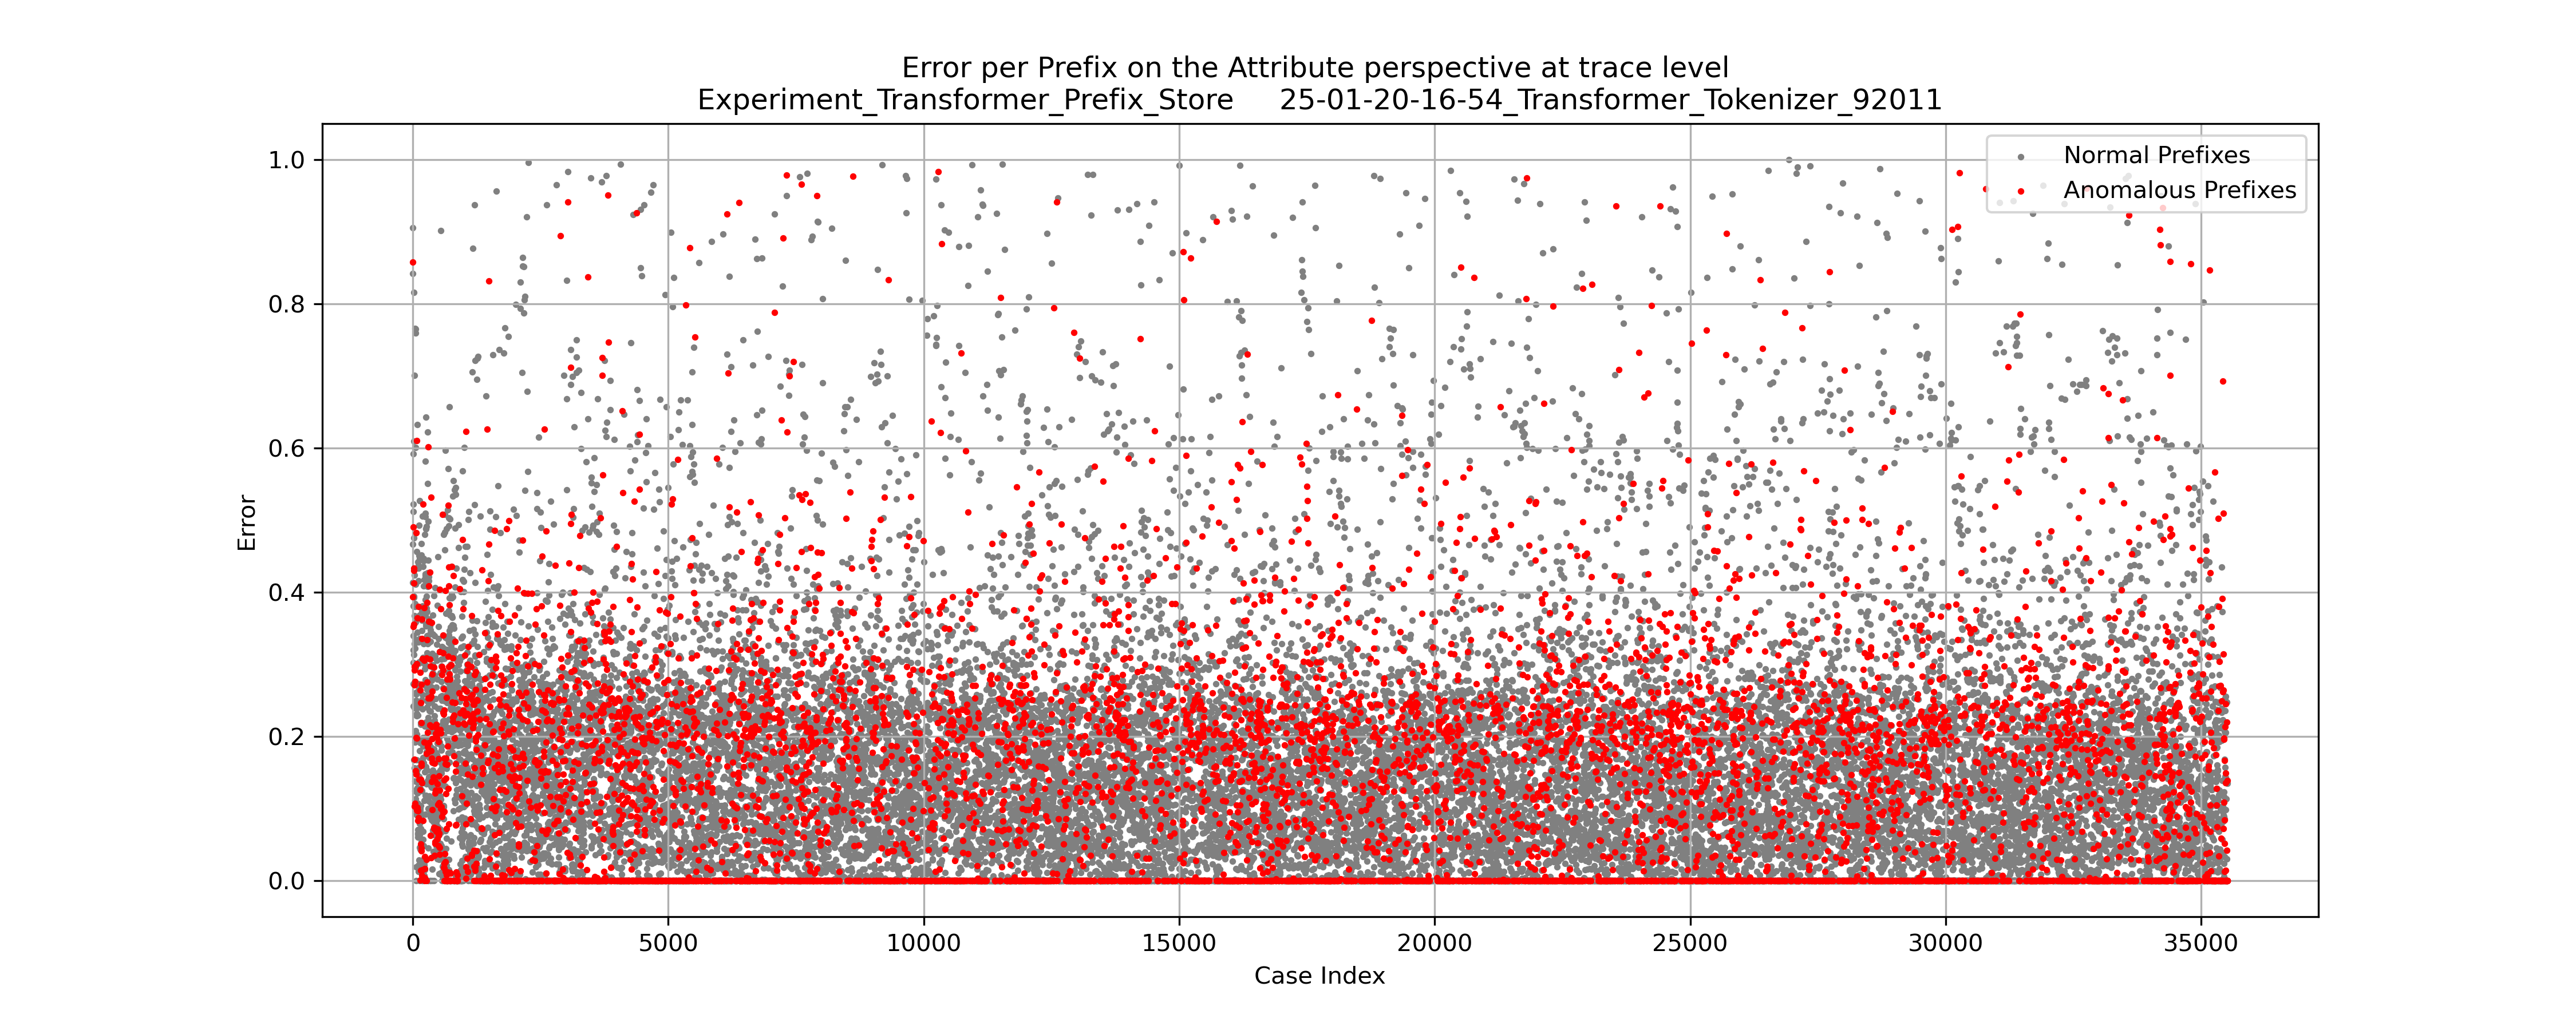 Error per Prefix on the Attribute perspective at trace level
Experiment_Transformer_Prefix_Store 25-01-20-16-54_Transformer_Tokenizer_92011
Normal Prefixes
Anomalous Prefixes
1.0
0.8
0.6
0.4
0.2
0.0
Error
0 5000 10000 15000 20000 25000 30000 35000
Case Index